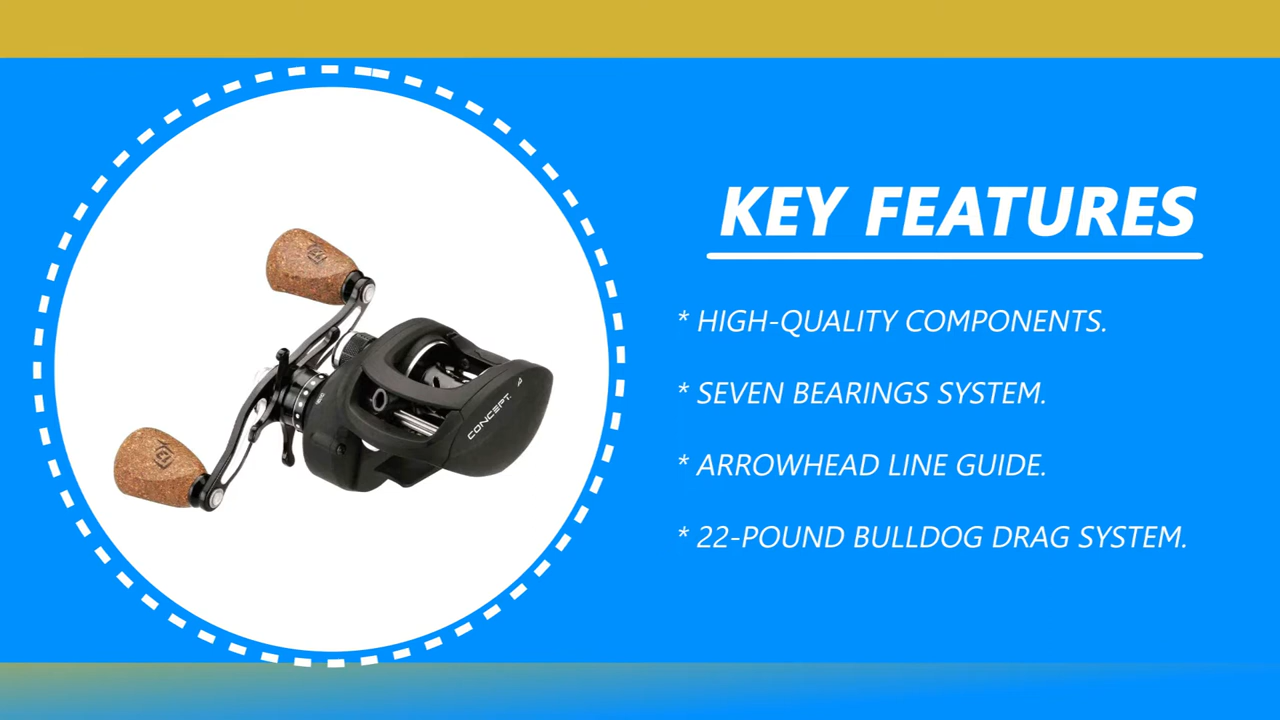 KEY FEATURES
* HIGH-QUALITY COMPONENTS.
* SEVEN BEARINGS SYSTEM.
* ARROWHEAD LINE GUIDE.
* 22-POUND BULLDOG DRAG SYSTEM.
CONCEPT